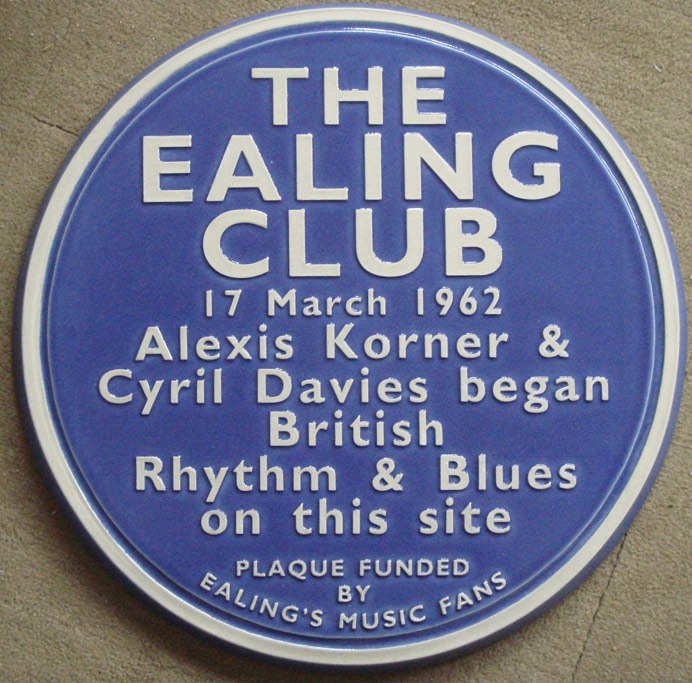 THE
EALING
CLUB
17 March 1962
Alexis Korner &
Cyril Davies began
British
Rhythm & Blues
on this site
PLAQUE FUNDED
BY
EALING'S MUSIC FANS